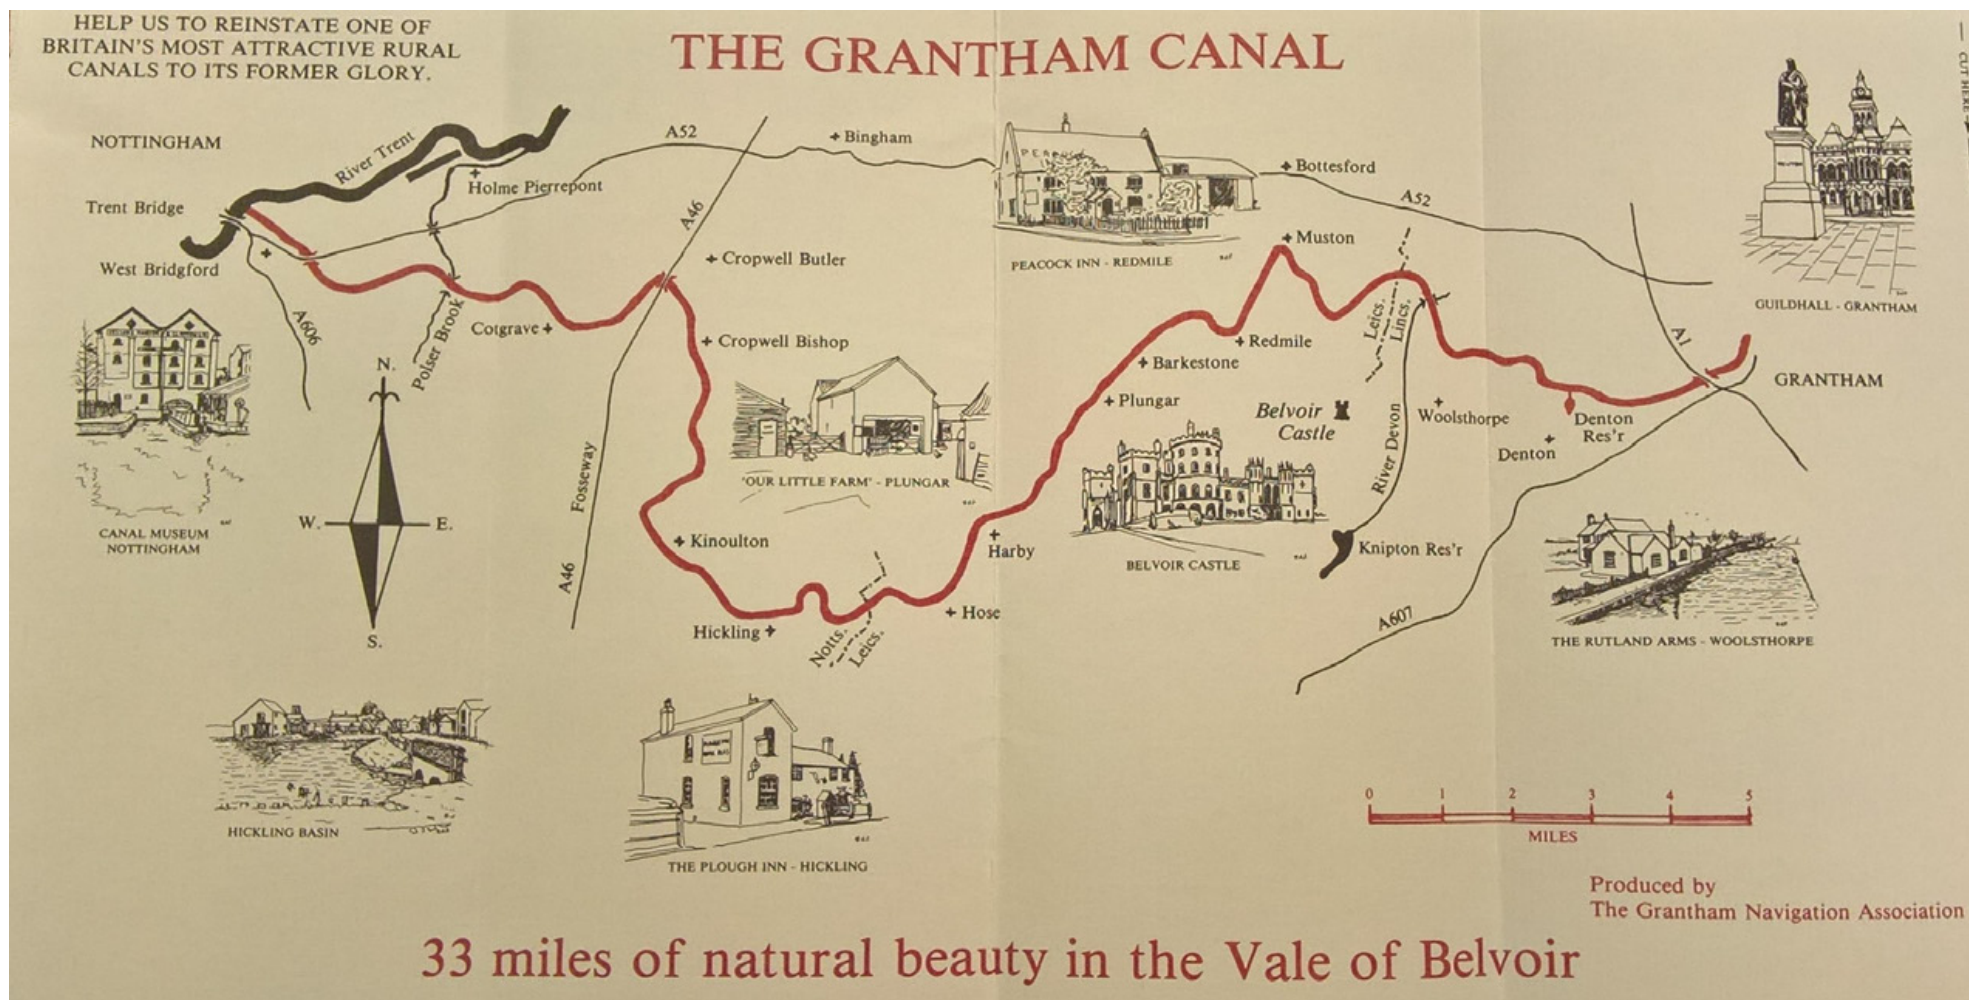 HELP US TO REINSTATE ONE OF
BRITAIN'S MOST ATTRACTIVE RURAL
CANALS TO ITS FORMER GLORY.
THE GRANTHAM CANAL
CUT HERE
NOTTINGHAM
River Trent
A52
Bingham
Holme Pierrepont
Trent Bridge
West Bridgford
A606
A46
Cropwell Butler
PEACOCK
PEACOCK INN - REDMILE
Bottesford
A52
Muston
GUILDHALL - GRANTHAM
Polser Brook
Cotgrave
Cropwell Bishop
Leics.
Lincs.
Redmile
Barkestone
Plungar
A1
GRANTHAM
N.
W.
E.
S.
CANAL MUSEUM
NOTTINGHAM
Fosseway
A46
'OUR LITTLE FARM' - PLUNGAR
Belvoir
Castle
River Devon
Woolsthorpe
Denton
Res'r
Denton
Kinoulton
Harby
BELVOIR CASTLE
Knipton Res'r
Hickling
Notts.
Leics.
Hose
A607
THE RUTLAND ARMS - WOOLSTHORPE
HICKLING BASIN
THE PLOUGH INN - HICKLING
0 1 2 3 4 5
MILES
Produced by
The Grantham Navigation Association
33 miles of natural beauty in the Vale of Belvoir